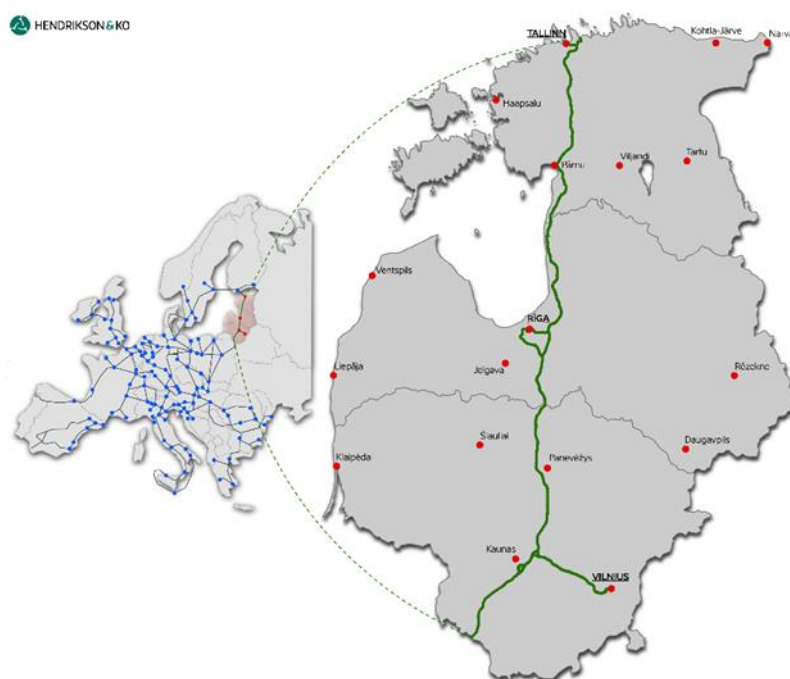 HENDRIKSON&KO
TALLINN
Kohtla-Järve
Narva
Haapsalu
Pärnu
Viljandi
Tartu
Ventspils
RĪGA
Liepāja
Jelgava
Rēzekne
Klaipėda
Šiauliai
Panevėžys
Daugavpils
Kaunas
VILNIUS